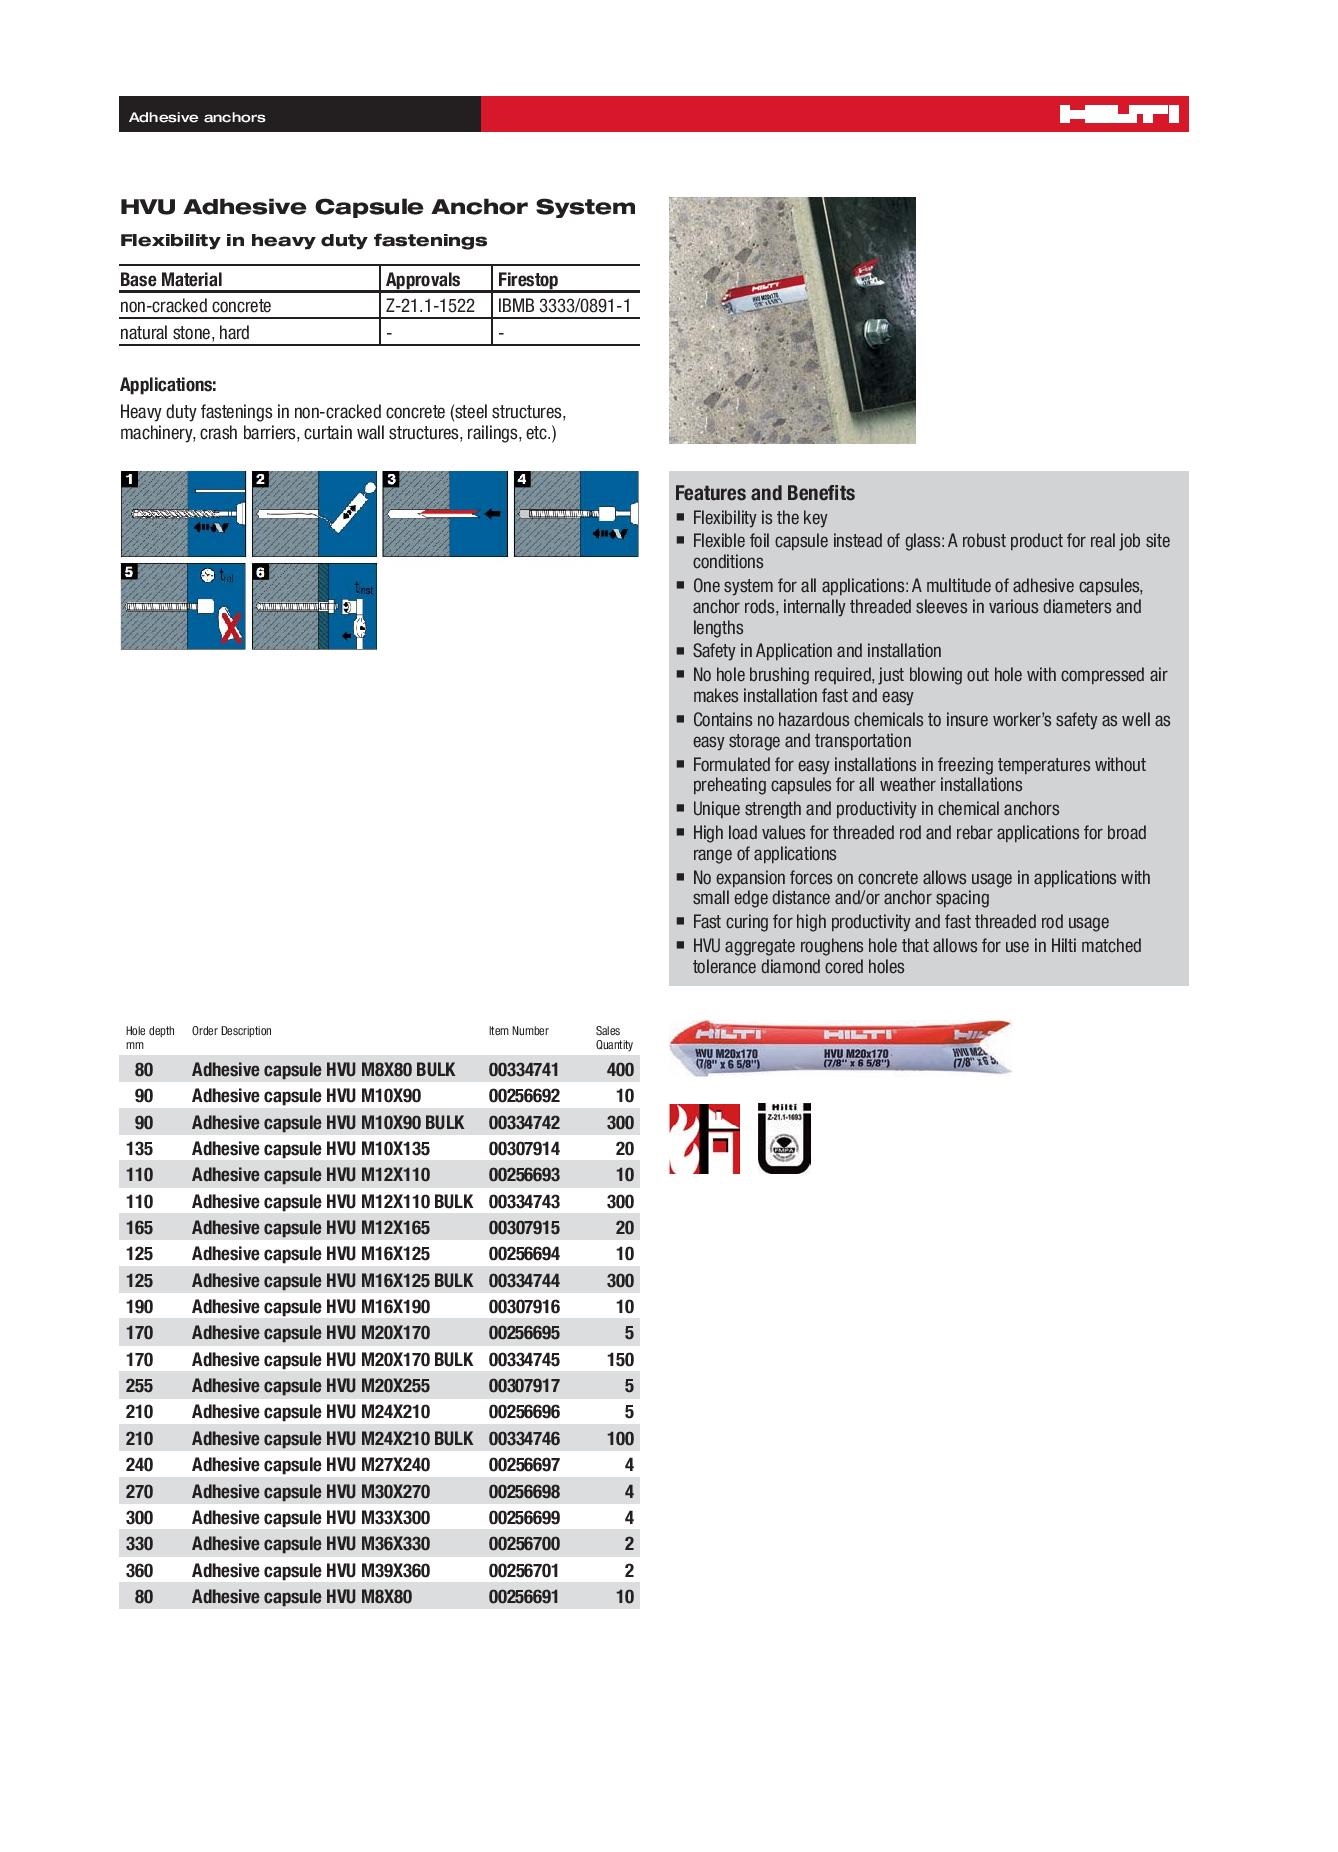 Adhesive anchors
HILTI
HVU Adhesive Capsule Anchor System
Flexibility in heavy duty fastenings
Base Material Approvals Firestop
non-cracked concrete Z-21.1-1522 IBMB 3333/0891-1
natural stone, hard - -
Applications:
Heavy duty fastenings in non-cracked concrete (steel structures,
machinery, crash barriers, curtain wall structures, railings, etc.)
1
2
3
4
5
trel
6
tinst
HILTI
HVU M20x170
(7/8" x 6 5/8")
Features and Benefits
■ Flexibility is the key
■ Flexible foil capsule instead of glass: A robust product for real job site
conditions
■ One system for all applications: A multitude of adhesive capsules,
anchor rods, internally threaded sleeves in various diameters and
lengths
■ Safety in Application and installation
■ No hole brushing required, just blowing out hole with compressed air
makes installation fast and easy
■ Contains no hazardous chemicals to insure worker's safety as well as
easy storage and transportation
■ Formulated for easy installations in freezing temperatures without
preheating capsules for all weather installations
■ Unique strength and productivity in chemical anchors
■ High load values for threaded rod and rebar applications for broad
range of applications
■ No expansion forces on concrete allows usage in applications with
small edge distance and/or anchor spacing
■ Fast curing for high productivity and fast threaded rod usage
■ HVU aggregate roughens hole that allows for use in Hilti matched
tolerance diamond cored holes
Hole depth Order Description Item Number Sales
mm Quantity
80 Adhesive capsule HVU M8X80 BULK 00334741 400
90 Adhesive capsule HVU M10X90 00256692 10
90 Adhesive capsule HVU M10X90 BULK 00334742 300
135 Adhesive capsule HVU M10X135 00307914 20
110 Adhesive capsule HVU M12X110 00256693 10
110 Adhesive capsule HVU M12X110 BULK 00334743 300
165 Adhesive capsule HVU M12X165 00307915 20
125 Adhesive capsule HVU M16X125 00256694 10
125 Adhesive capsule HVU M16X125 BULK 00334744 300
190 Adhesive capsule HVU M16X190 00307916 10
170 Adhesive capsule HVU M20X170 00256695 5
170 Adhesive capsule HVU M20X170 BULK 00334745 150
255 Adhesive capsule HVU M20X255 00307917 5
210 Adhesive capsule HVU M24X210 00256696 5
210 Adhesive capsule HVU M24X210 BULK 00334746 100
240 Adhesive capsule HVU M27X240 00256697 4
270 Adhesive capsule HVU M30X270 00256698 4
300 Adhesive capsule HVU M33X300 00256699 4
330 Adhesive capsule HVU M36X330 00256700 2
360 Adhesive capsule HVU M39X360 00256701 2
80 Adhesive capsule HVU M8X80 00256691 10
HILTI HILTI HILTI
HVU M20x170 HVU M20x170 HVU M2
(7/8" x 6 5/8") (7/8" x 6 5/8") (7/8" x 6 5/
Hilti
Z-21.1-1693